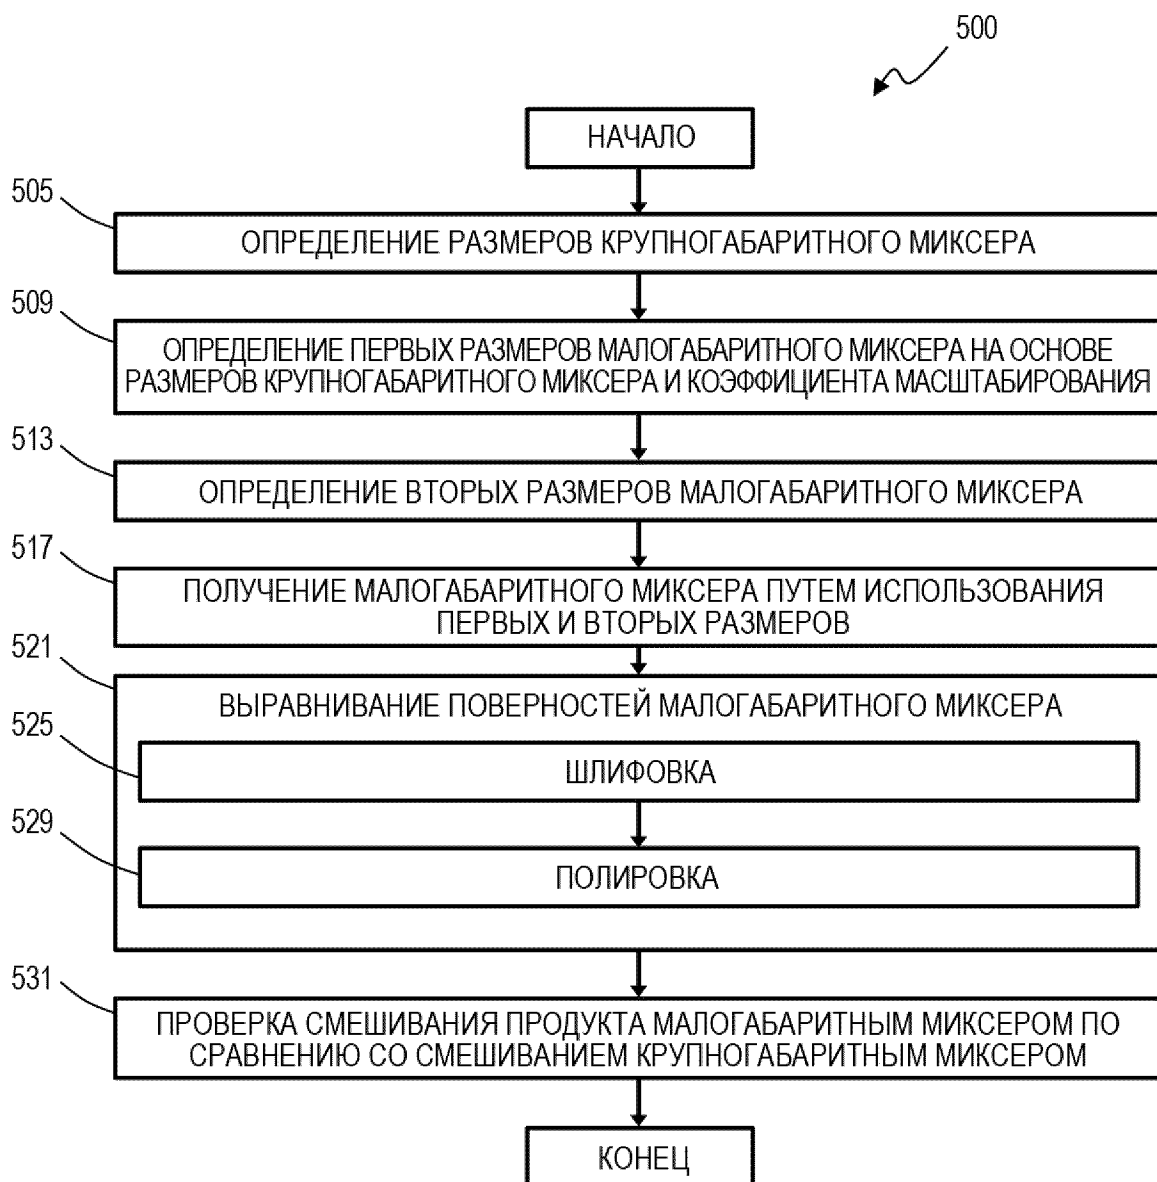 500
НАЧАЛО
505
ОПРЕДЕЛЕНИЕ РАЗМЕРОВ КРУПНОГАБАРИТНОГО МИКСЕРА
509
ОПРЕДЕЛЕНИЕ ПЕРВЫХ РАЗМЕРОВ МАЛОГАБАРИТНОГО МИКСЕРА НА ОСНОВЕ
РАЗМЕРОВ КРУПНОГАБАРИТНОГО МИКСЕРА И КОЭФФИЦИЕНТА МАСШТАБИРОВАНИЯ
513
ОПРЕДЕЛЕНИЕ ВТОРЫХ РАЗМЕРОВ МАЛОГАБАРИТНОГО МИКСЕРА
517
ПОЛУЧЕНИЕ МАЛОГАБАРИТНОГО МИКСЕРА ПУТЕМ ИСПОЛЬЗОВАНИЯ
ПЕРВЫХ И ВТОРЫХ РАЗМЕРОВ
521
ВЫРАВНИВАНИЕ ПОВЕРНОСТЕЙ МАЛОГАБАРИТНОГО МИКСЕРА
525
ШЛИФОВКА
529
ПОЛИРОВКА
531
ПРОВЕРКА СМЕШИВАНИЯ ПРОДУКТА МАЛОГАБАРИТНЫМ МИКСЕРОМ ПО
СРАВНЕНИЮ СО СМЕШИВАНИЕМ КРУПНОГАБАРИТНЫМ МИКСЕРОМ
КОНЕЦ